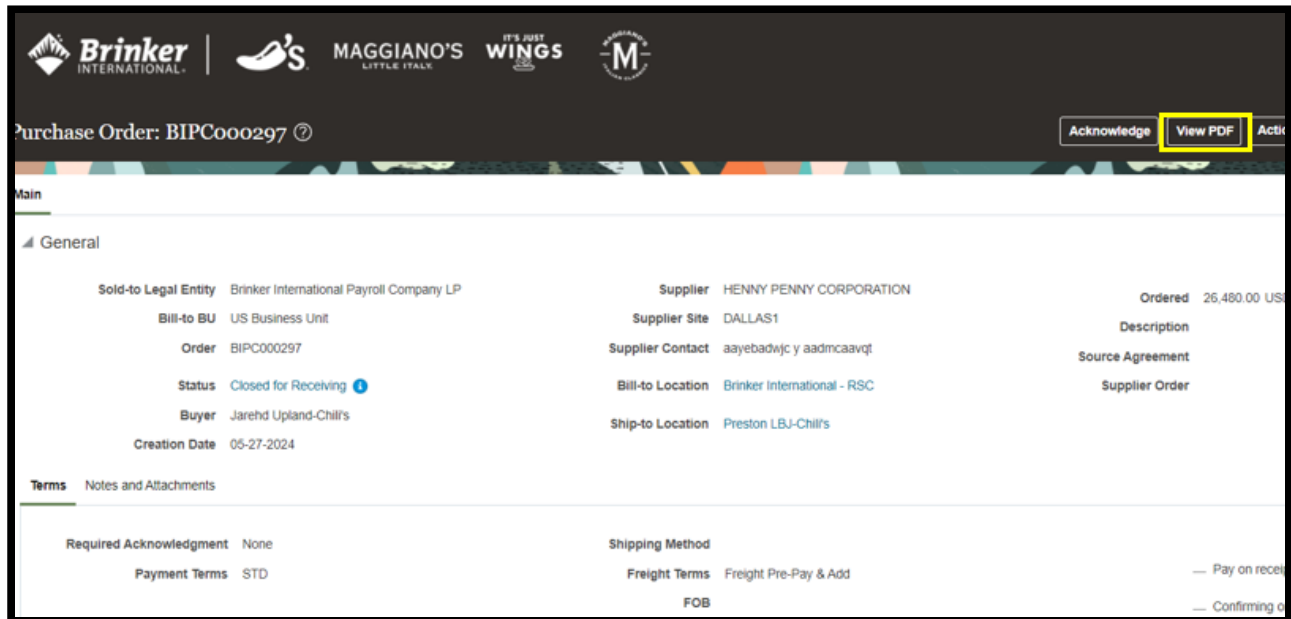 Brinker
INTERNATIONAL.
's
MAGGIANO'S
LITTLE ITALY
IT'S JUST
WINGS
MAGGIANO'S
M
Purchase Order: BIPC000297
Acknowledge View PDF Actio
Main
General
Sold-to Legal Entity Brinker International Payroll Company LP
Supplier HENNY PENNY CORPORATION
Ordered 26,480.00 USD
Bill-to BU US Business Unit
Supplier Site DALLAS1
Description
Order BIPC000297
Supplier Contact aayebadwjc y aadmcaavqt
Source Agreement
Status Closed for Receiving
Bill-to Location Brinker International - RSC
Supplier Order
Buyer Jarehd Upland-Chili's
Ship-to Location Preston LBJ-Chili's
Creation Date 05-27-2024
Terms Notes and Attachments
Required Acknowledgment None
Shipping Method
Payment Terms STD
Freight Terms Freight Pre-Pay & Add
Pay on receip
FOB
Confirming o